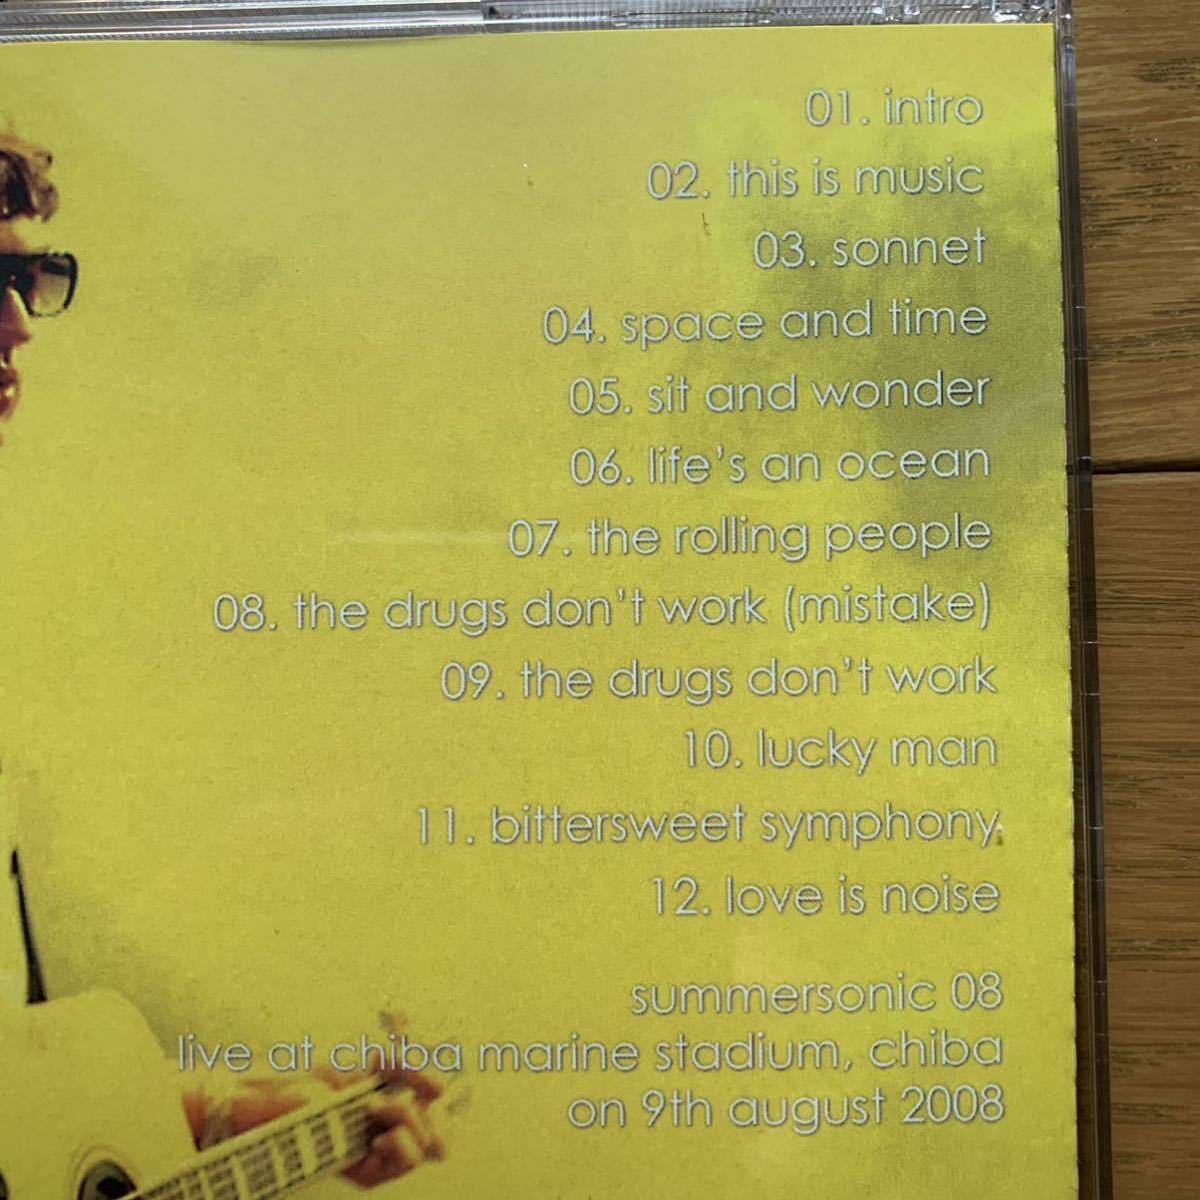 01. intro
02. this is music
03. sonnet
04. space and time
05. sit and wonder
06. life's an ocean
07. the rolling people
08. the drugs don't work (mistake)
09. the drugs don't work
10. lucky man
11. bittersweet symphony
12. love is noise
summersonic 08
live at chiba marine stadium, chiba
on 9th august 2008